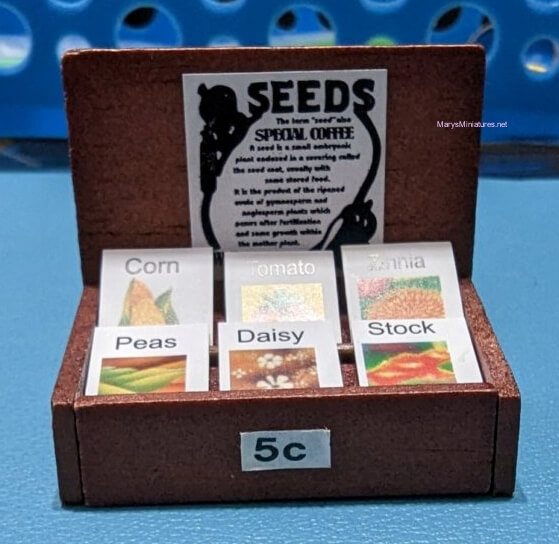 SEEDS
The term "seed" also
SPECIAL COFFEE
A seed is a small embryonic
plant enclosed in a covering called
the seed coat, usually with
some stored food.
It is the product of the ripened
ovule of gymnosperm and
angiosperm plants which
occurs after fertilization
and some growth within
the mother plant.
MarysMiniatures.net
Corn
Tomato
Zinnia
Peas
Daisy
Stock
5c